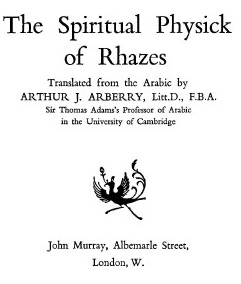 The Spiritual Physick
of Rhazes
Translated from the Arabic by
ARTHUR J. ARBERRY, Litt.D., F.B.A.
Sir Thomas Adams's Professor of Arabic
in the University of Cambridge
John Murray, Albemarle Street,
London, W.